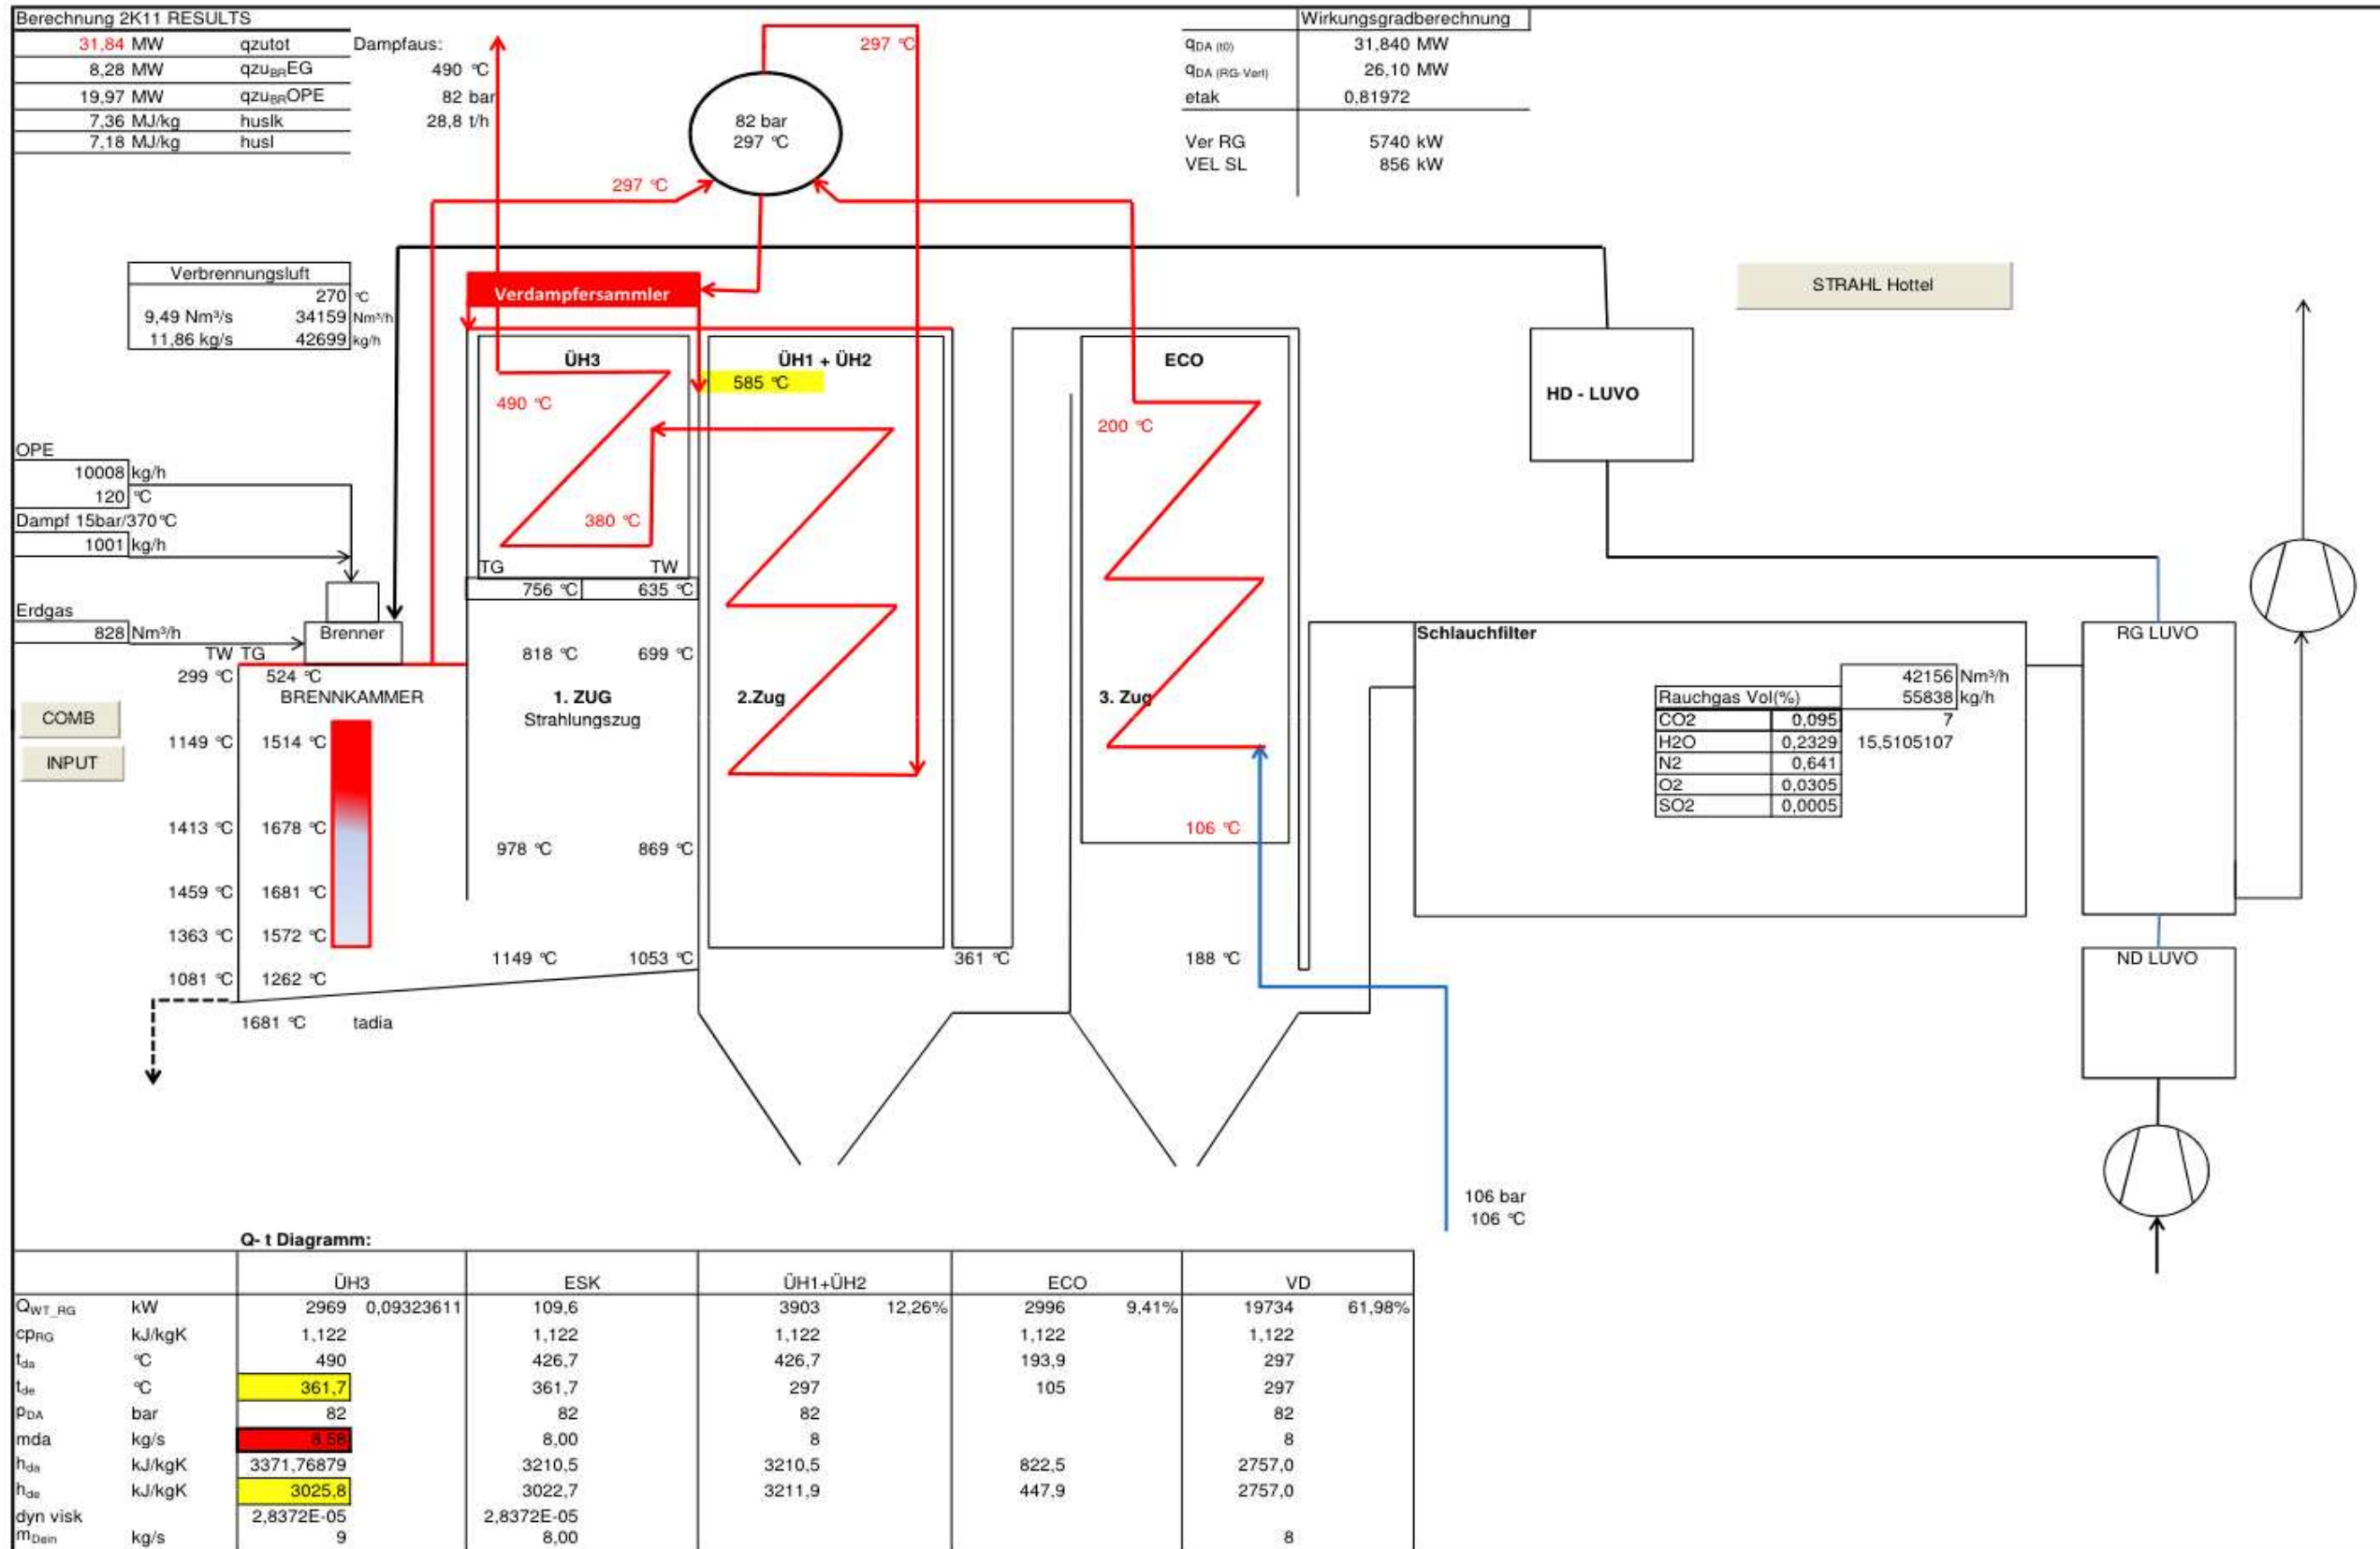 Berechnung 2K11 RESULTS
31,84 MW qzutot Dampfaus:
8,28 MW qzuBREG 490 °C
19,97 MW qzuBROPE 82 bar
7,36 MJ/kg huslk 28,8 t/h
7,18 MJ/kg husl
297 °C
82 bar
297 °C
297 °C
Wirkungsgradberechnung
qDA (t0) 31,840 MW
qDA (RG-Verl) 26,10 MW
etak 0,81972
Ver RG 5740 kW
VEL SL 856 kW
Verbrennungsluft
270 °C
9,49 Nm³/s 34159 Nm³/h
11,86 kg/s 42699 kg/h
Verdampfersammler
STRAHL Hottel
ÜH3
490 °C
380 °C
TG TW
756 °C 635 °C
ÜH1 + ÜH2
585 °C
ECO
200 °C
HD - LUVO
OPE
10008 kg/h
120 °C
Dampf 15bar/370°C
1001 kg/h
Erdgas
828 Nm³/h
Brenner
TW TG
299 °C 524 °C
BRENNKAMMER
COMB
INPUT
1149 °C 1514 °C
1413 °C 1678 °C
1459 °C 1681 °C
1363 °C 1572 °C
1081 °C 1262 °C
1681 °C tadia
818 °C 699 °C
1. ZUG
Strahlungszug
978 °C 869 °C
1149 °C 1053 °C
2.Zug
361 °C
3. Zug
106 °C
188 °C
Schlauchfilter
42156 Nm³/h
Rauchgas Vol(%) 55838 kg/h
CO2 0,095 7
H2O 0,2329 15,5105107
N2 0,641
O2 0,0305
SO2 0,0005
RG LUVO
ND LUVO
106 bar
106 °C
Q- t Diagramm:
ÜH3 ESK ÜH1+ÜH2 ECO VD
QWT_RG kW 2969 0,09323611 109,6 3903 12,26% 2996 9,41% 19734 61,98%
cpRG kJ/kgK 1,122 1,122 1,122 1,122 1,122
tda °C 490 426,7 426,7 193,9 297
tde °C 361,7 361,7 297 105 297
pDA bar 82 82 82 82
mda kg/s 8,58 8,00 8 8
hda kJ/kgK 3371,76879 3210,5 3210,5 822,5 2757,0
hde kJ/kgK 3025,8 3022,7 3211,9 447,9 2757,0
dyn visk 2,8372E-05 2,8372E-05
mDein kg/s 9 8,00 8